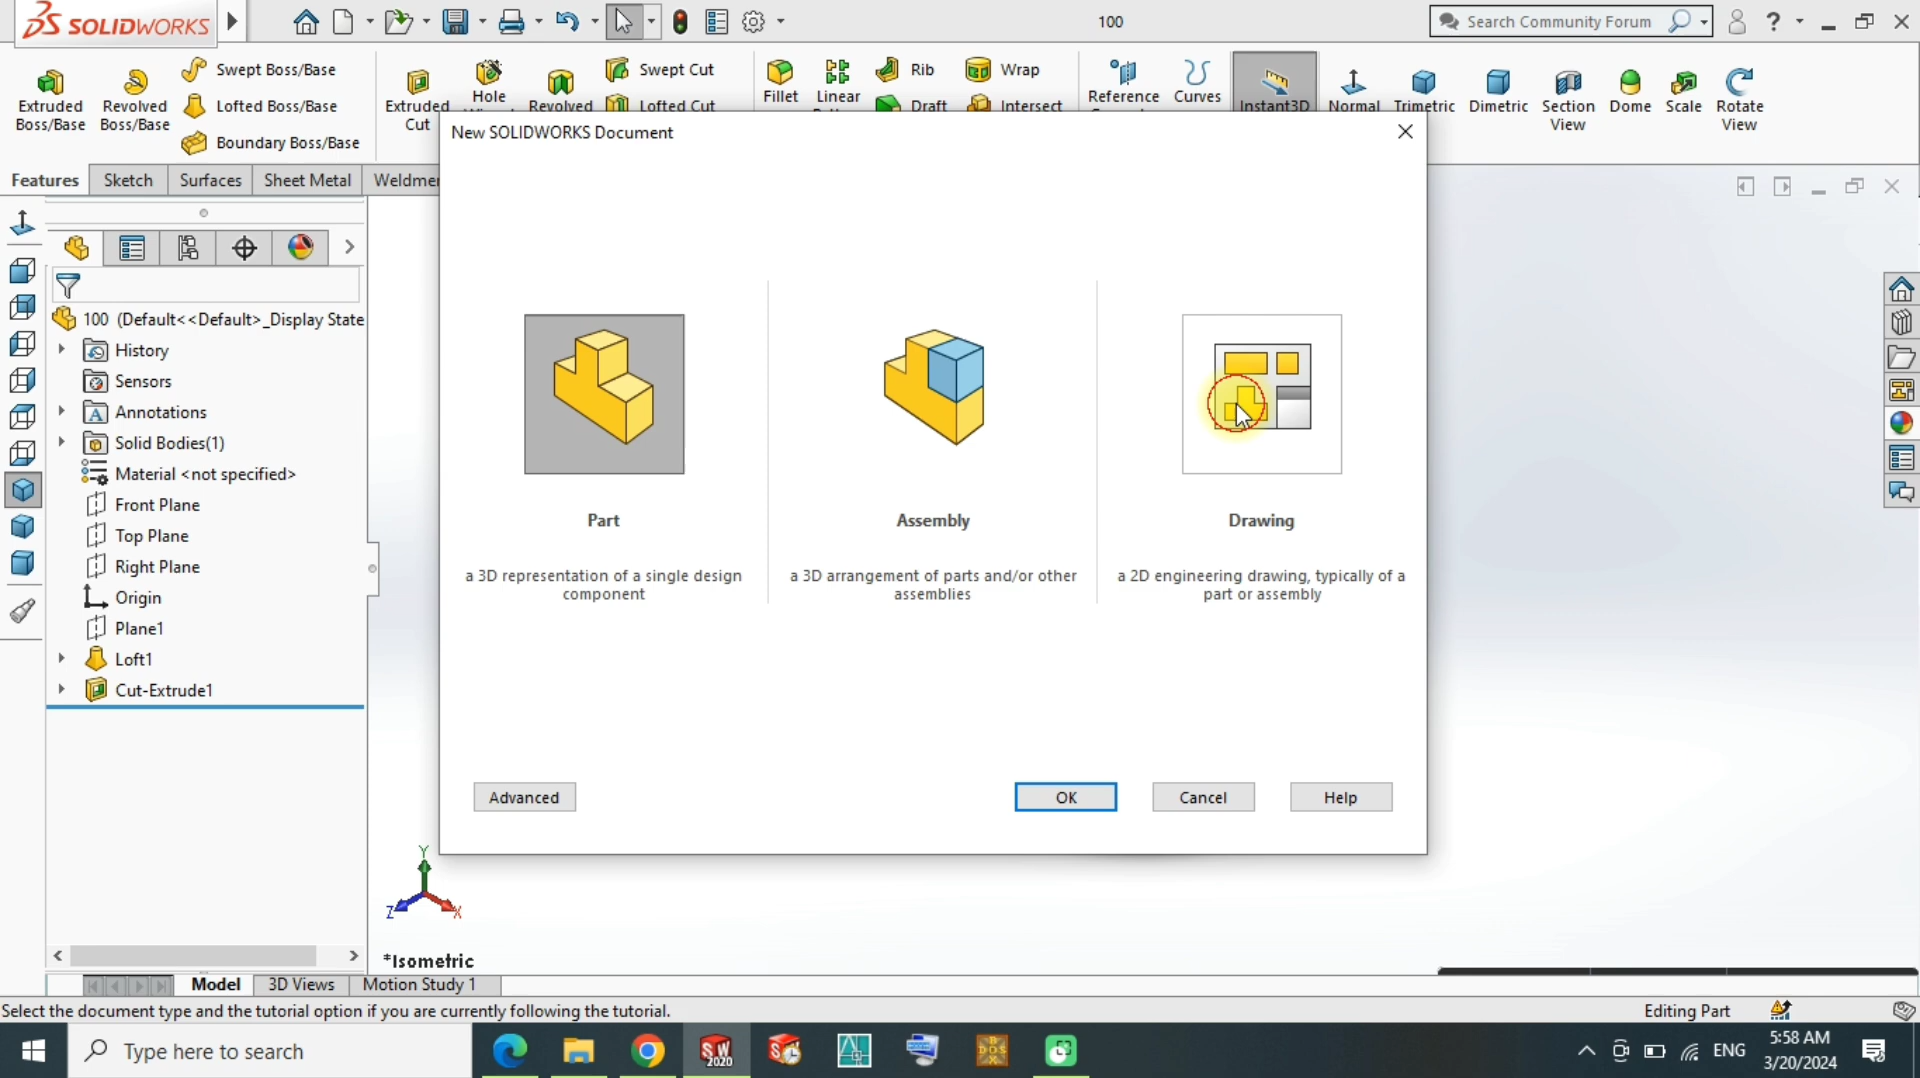 SOLIDWORKS
100
Search Community Forum
Extruded Boss/Base
Revolved Boss/Base
Swept Boss/Base
Lofted Boss/Base
Boundary Boss/Base
Extruded Cut
Hole
Revolved
Swept Cut
Lofted Cut
Fillet
Linear
Rib
Draft
Wrap
Intersect
Reference
Curves
Instant3D
Normal
Trimetric
Dimetric
Section View
Dome
Scale
Rotate View
Features
Sketch
Surfaces
Sheet Metal
Weldmen
New SOLIDWORKS Document
100 (Default<<Default>_Display State
History
Sensors
Annotations
Solid Bodies(1)
Material <not specified>
Front Plane
Top Plane
Right Plane
Origin
Plane1
Loft1
Cut-Extrude1
Part
a 3D representation of a single design
component
Assembly
a 3D arrangement of parts and/or other
assemblies
Drawing
a 2D engineering drawing, typically of a
part or assembly
Advanced
OK
Cancel
Help
Y
Z
X
*Isometric
Model
3D Views
Motion Study 1
Select the document type and the tutorial option if you are currently following the tutorial.
Editing Part
Type here to search
ENG
5:58 AM
3/20/2024